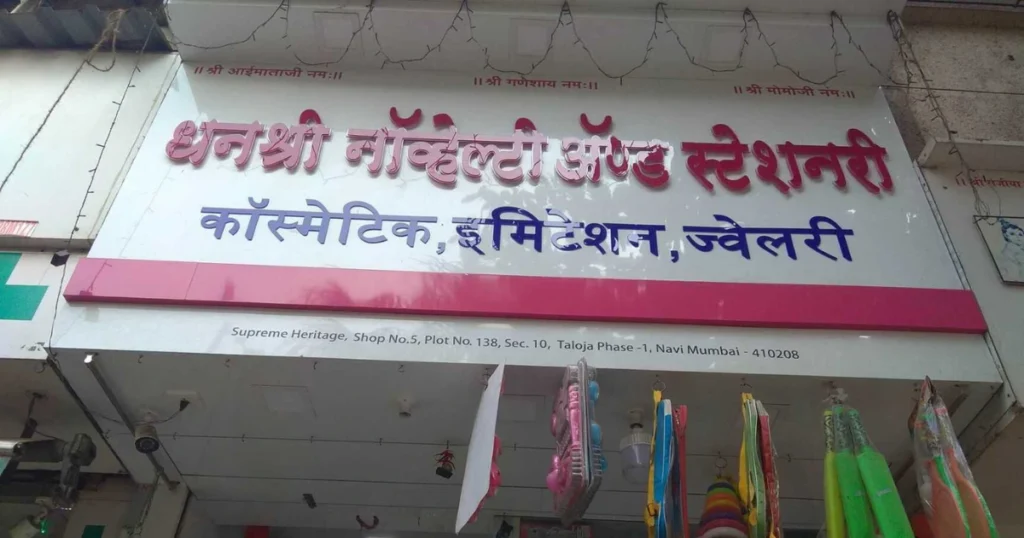 ॥ श्री आईमाताजी नमः॥ ॥ श्री गणेशाय नमः॥ ॥ श्री मोमोजी नमः॥
धनश्री नॉव्हेल्टी ॲण्ड स्टेशनरी
कॉस्मेटिक, इमिटेशन, ज्वेलरी
Supreme Heritage, Shop No.5, Plot No. 138, Sec. 10, Taloja Phase -1, Navi Mumbai - 410208